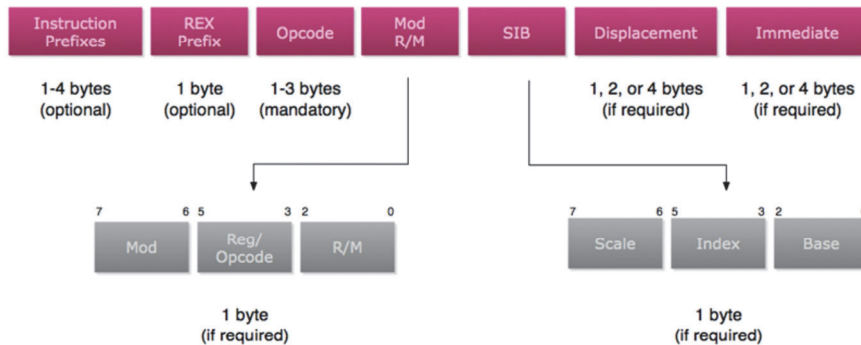 Instruction Prefixes
REX Prefix
Opcode
Mod R/M
SIB
Displacement
Immediate
1-4 bytes (optional)
1 byte (optional)
1-3 bytes (mandatory)
1, 2, or 4 bytes (if required)
1, 2, or 4 bytes (if required)
7 6 5 3 2 0
Mod
Reg/ Opcode
R/M
1 byte (if required)
7 6 5 3 2
Scale
Index
Base
1 byte (if required)